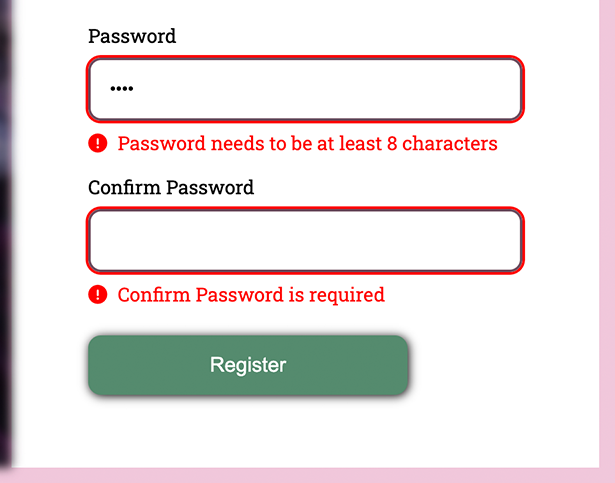 Password
••••
Password needs to be at least 8 characters
Confirm Password
Confirm Password is required
Register